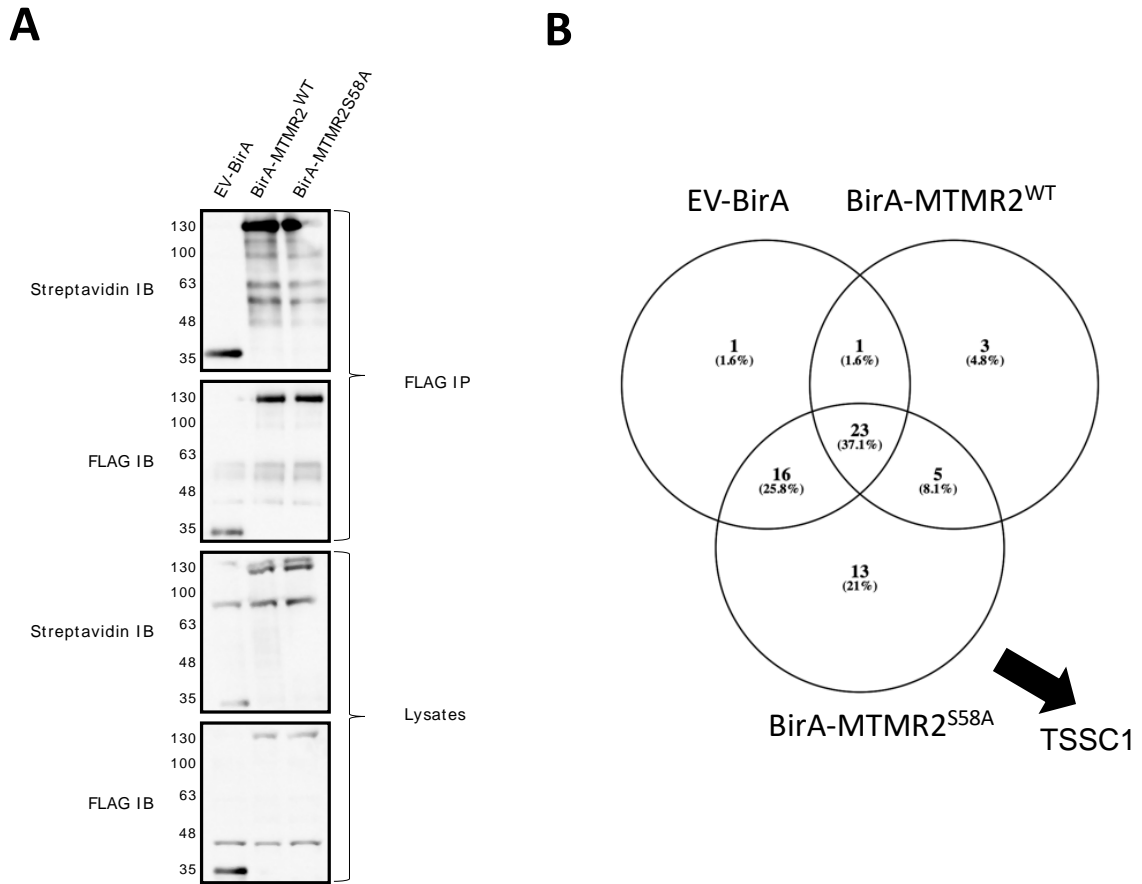 A
EV-BirA
BirA-MTMR2WT
BirA-MTMR2S58A
Streptavidin IB
130
100
63
48
35
FLAG IB
130
100
63
48
35
FLAG IP
Streptavidin IB
130
100
63
48
35
FLAG IB
130
100
63
48
35
Lysates
B
EV-BirA
BirA-MTMR2WT
1
(1.6%)
1
(1.6%)
3
(4.8%)
23
(37.1%)
16
(25.8%)
5
(8.1%)
13
(21%)
BirA-MTMR2S58A
TSSC1